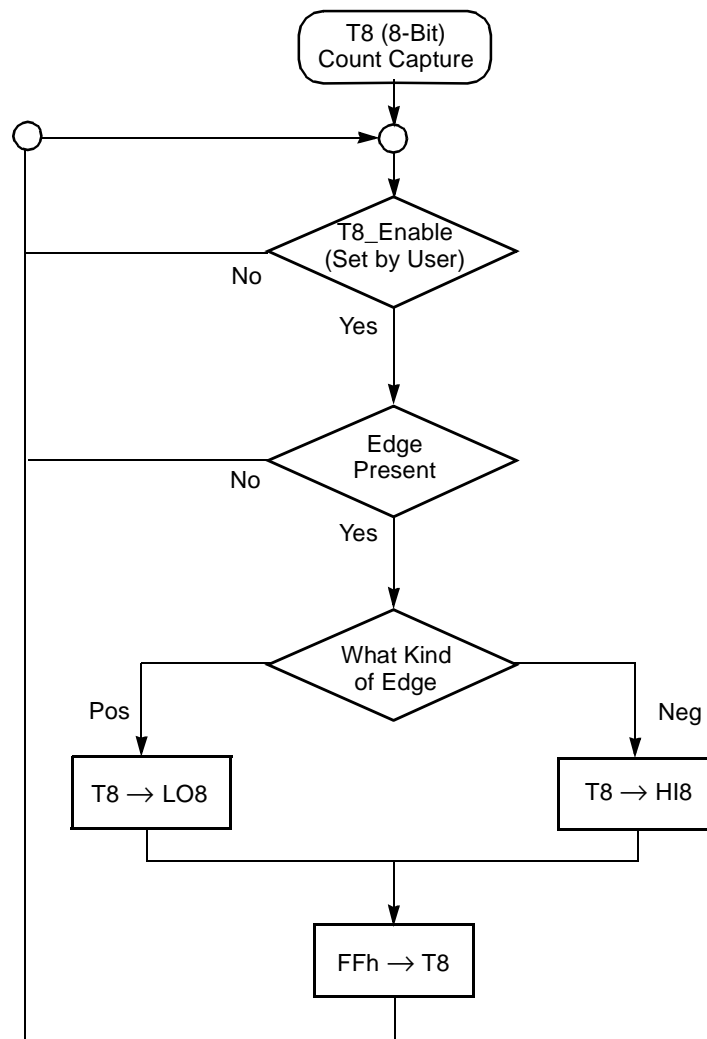 T8 (8-Bit)
Count Capture
T8_Enable
(Set by User)
No
Yes
Edge
Present
No
Yes
What Kind
of Edge
Pos
Neg
T8 → LO8
T8 → HI8
FFh → T8